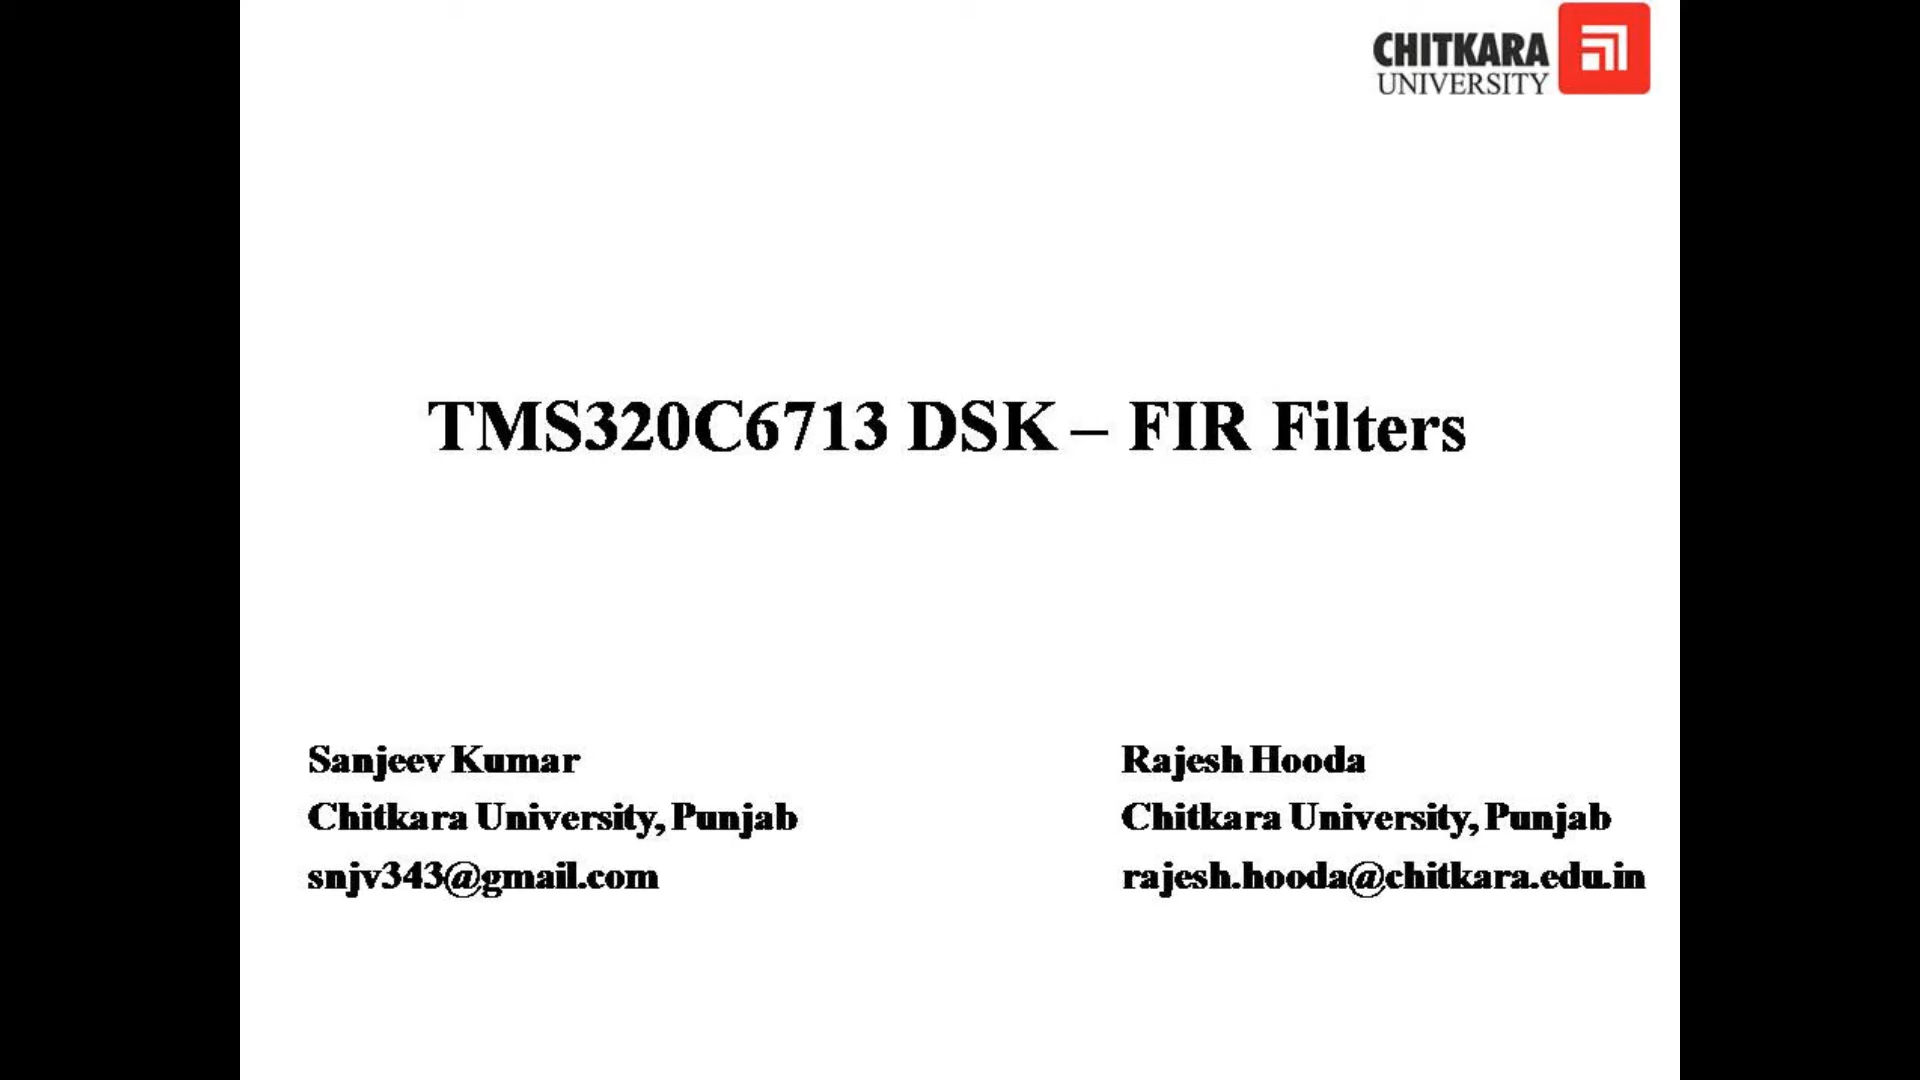 CHITKARA
UNIVERSITY
TMS320C6713 DSK – FIR Filters
Sanjeev Kumar
Chitkara University, Punjab
snjv343@gmail.com
Rajesh Hooda
Chitkara University, Punjab
rajesh.hooda@chitkara.edu.in